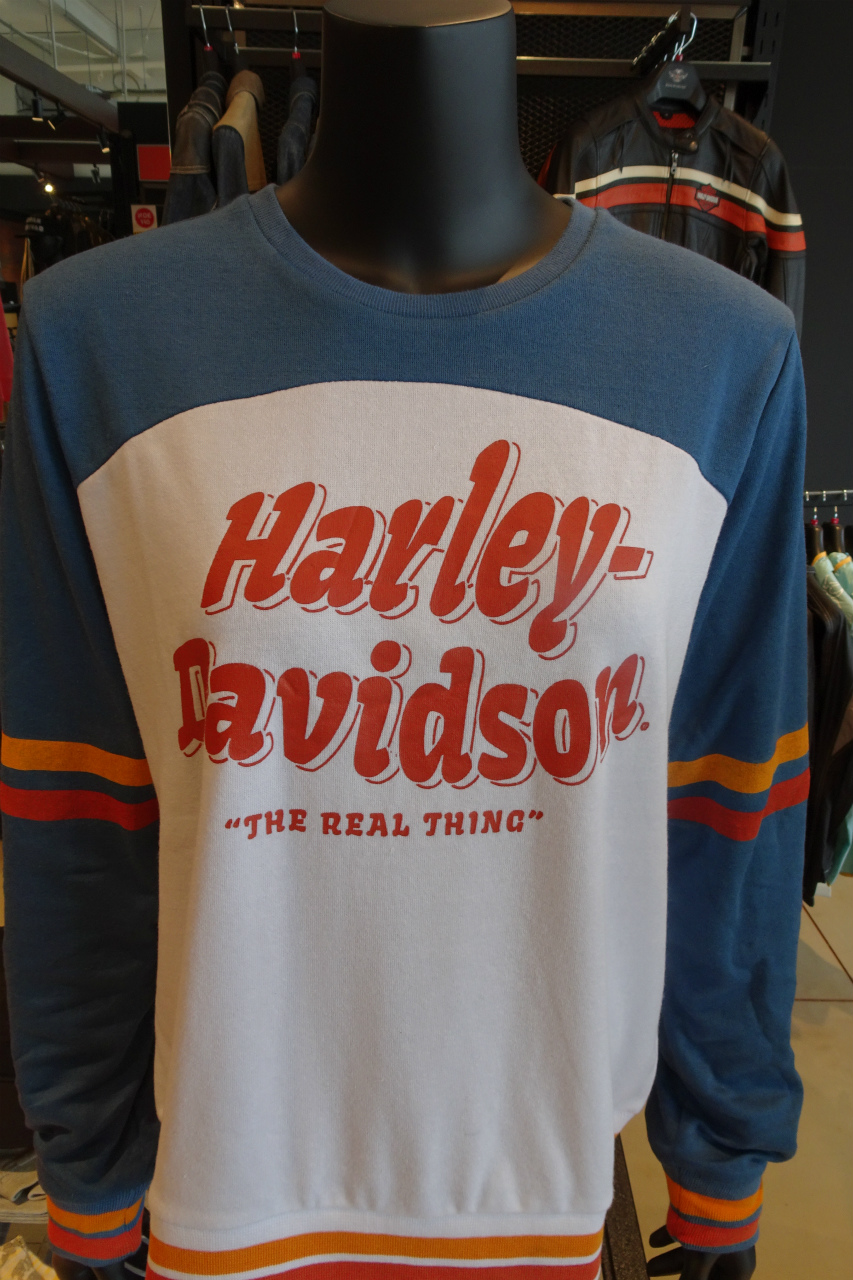 Harley-
Davidson.
“THE REAL THING”